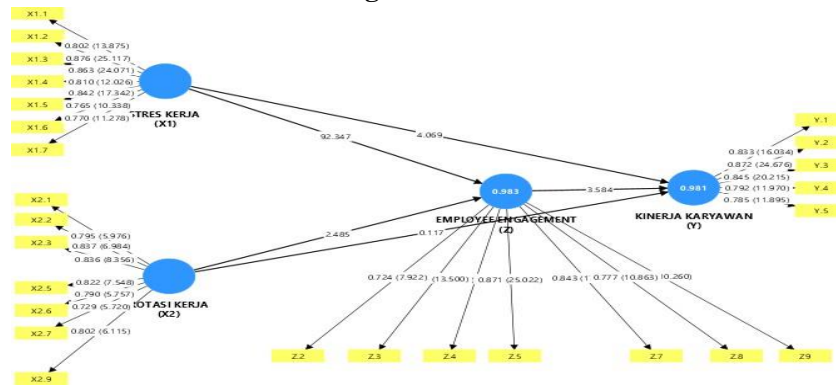 X1.1
X1.2
X1.3
X1.4
X1.5
X1.6
X1.7
0.802 (13.875)
0.876 (25.117)
0.863 (24.071)
0.810 (12.026)
0.842 (17.342)
0.765 (10.338)
0.770 (11.278)
STRES KERJA
(X1)
92.347
4.069
X2.1
X2.2
X2.3
X2.5
X2.6
X2.7
X2.9
0.795 (5.976)
0.837 (6.984)
0.836 (8.356)
0.822 (7.548)
0.790 (5.757)
0.729 (5.720)
0.802 (6.115)
ROTASI KERJA
(X2)
2.485
0.117
0.983
EMPLOYEE ENGAGEMENT
(Z)
3.584
0.981
KINERJA KARYAWAN
(Y)
Y.1
Y.2
Y.3
Y.4
Y.5
0.833 (16.034)
0.872 (24.676)
0.845 (20.215)
0.792 (11.970)
0.785 (11.895)
0.724 (7.922)
(13.500)
0.871 (25.022)
0.843 (1
0.777 (10.863)
0.260)
Z.2
Z.3
Z.4
Z.5
Z.7
Z.8
Z9